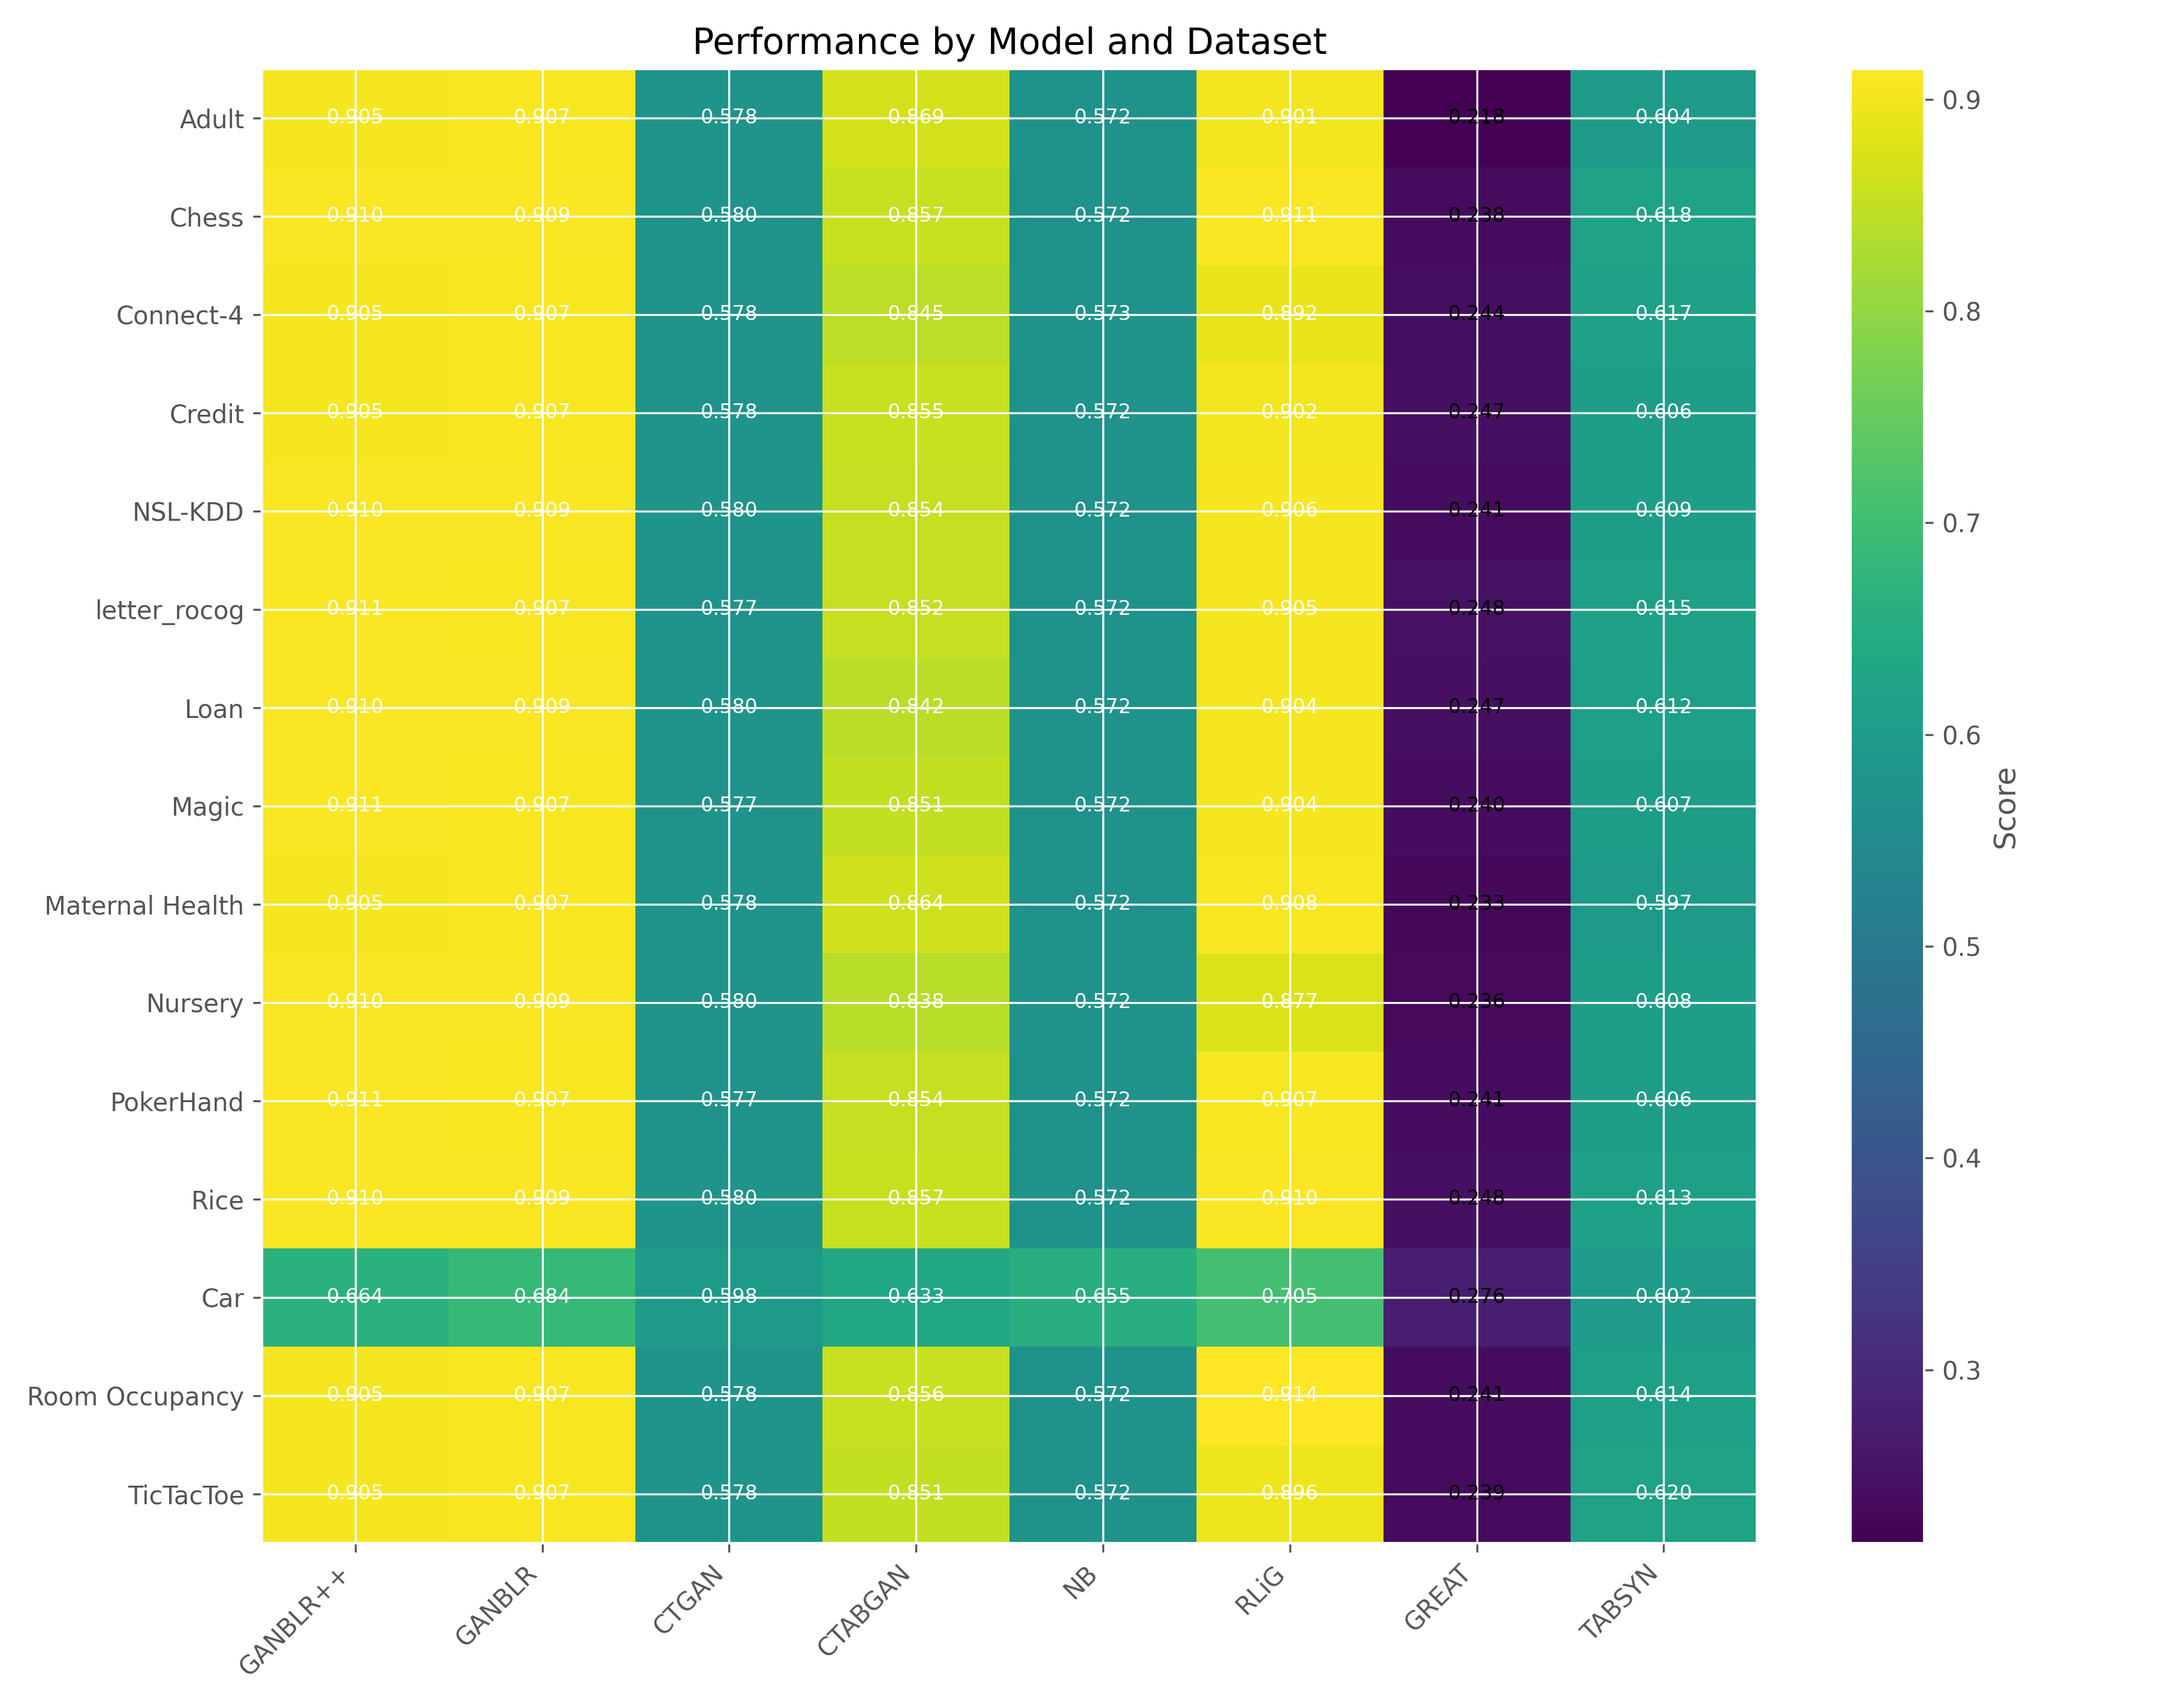 Performance by Model and Dataset
Adult 0.905 0.907 0.578 0.869 0.572 0.901 0.218 0.604
Chess 0.910 0.909 0.580 0.857 0.572 0.911 0.238 0.618
Connect-4 0.905 0.907 0.578 0.845 0.573 0.892 0.244 0.617
Credit 0.905 0.907 0.578 0.855 0.572 0.902 0.247 0.606
NSL-KDD 0.910 0.909 0.580 0.854 0.572 0.906 0.241 0.609
letter_rocog 0.911 0.907 0.577 0.852 0.572 0.905 0.248 0.615
Loan 0.910 0.909 0.580 0.842 0.572 0.904 0.247 0.612
Magic 0.911 0.907 0.577 0.851 0.572 0.904 0.240 0.607
Maternal Health 0.905 0.907 0.578 0.864 0.572 0.908 0.233 0.597
Nursery 0.910 0.909 0.580 0.838 0.572 0.877 0.236 0.608
PokerHand 0.911 0.907 0.577 0.854 0.572 0.907 0.241 0.606
Rice 0.910 0.909 0.580 0.857 0.572 0.910 0.248 0.613
Car 0.664 0.684 0.598 0.633 0.655 0.705 0.276 0.602
Room Occupancy 0.905 0.907 0.578 0.856 0.572 0.914 0.241 0.614
TicTacToe 0.905 0.907 0.578 0.851 0.572 0.896 0.239 0.620
GANBLR++ GANBLR CTGAN CTABGAN NB RLiG GREAT TABSYN
0.9
0.8
0.7
0.6
0.5
0.4
0.3
Score